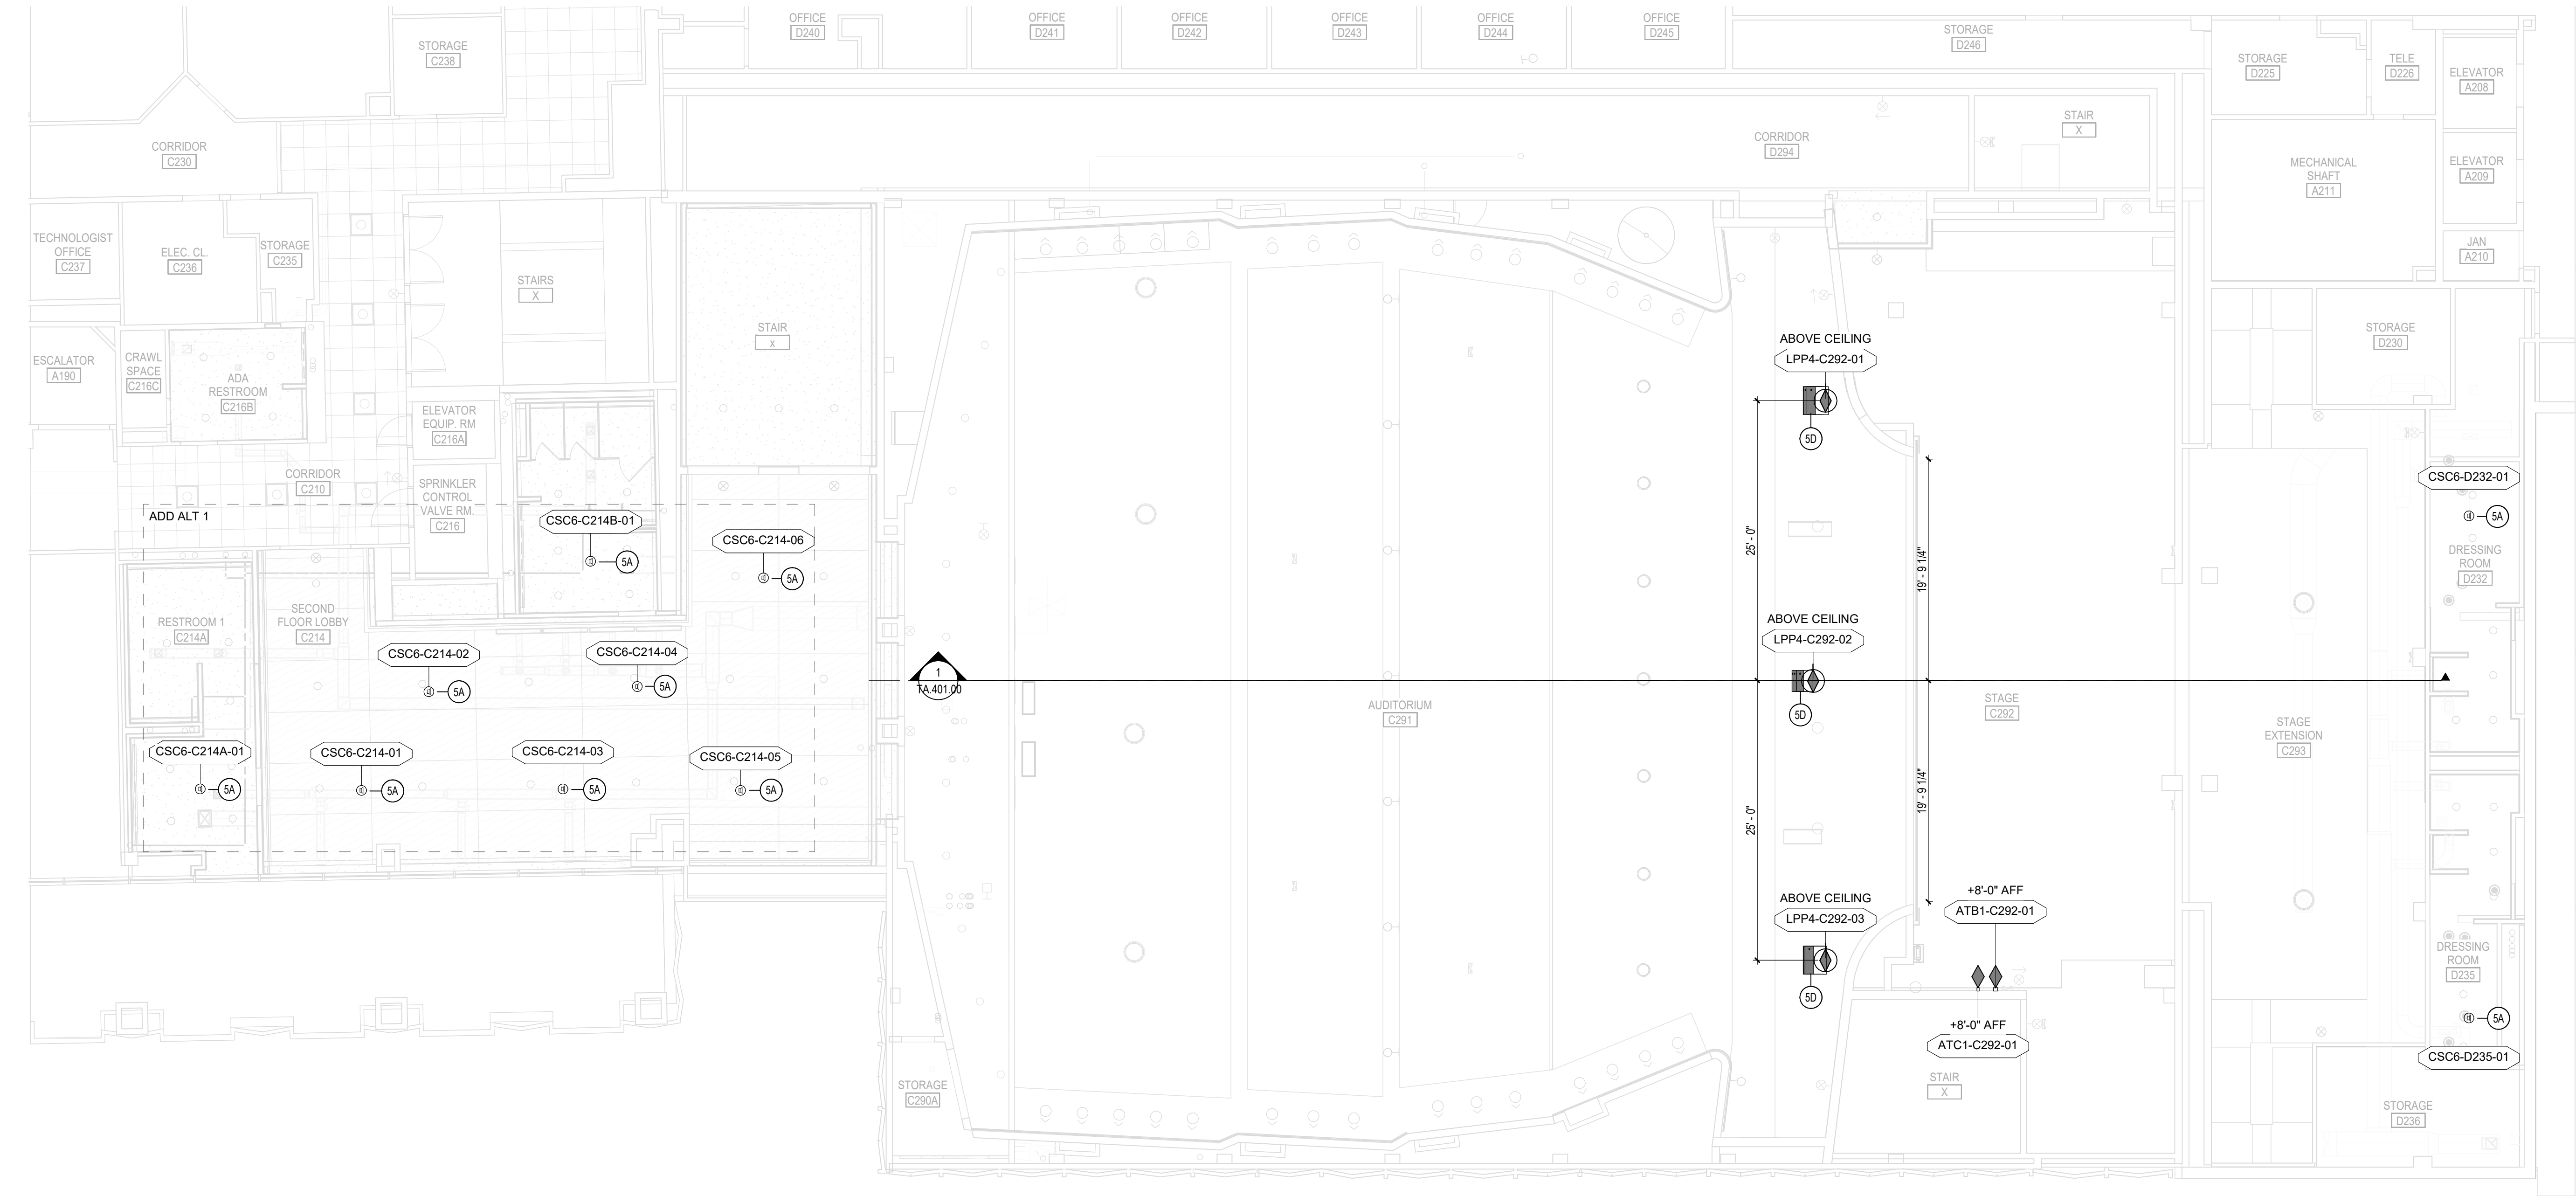 OFFICE
D240
OFFICE
D241
OFFICE
D242
OFFICE
D243
OFFICE
D244
OFFICE
D245
STORAGE
D246
STORAGE
C238
STORAGE
D225
TELE
D226
ELEVATOR
A208
CORRIDOR
C230
CORRIDOR
D294
STAIR
X
MECHANICAL
SHAFT
A211
ELEVATOR
A209
TECHNOLOGIST
OFFICE
C237
ELEC. CL.
C236
STORAGE
C235
STAIRS
X
JAN
A210
STAIR
x
STORAGE
D230
ESCALATOR
A190
CRAWL
SPACE
C216C
ADA
RESTROOM
C216B
ELEVATOR
EQUIP. RM
C216A
ABOVE CEILING
LPP4-C292-01
5D
CORRIDOR
C210
SPRINKLER
CONTROL
VALVE RM.
C216
ADD ALT 1
CSC6-C214B-01
5A
CSC6-C214-06
5A
25' - 0"
19' - 9 1/4"
CSC6-D232-01
5A
DRESSING
ROOM
D232
RESTROOM 1
C214A
SECOND
FLOOR LOBBY
C214
CSC6-C214-02
5A
CSC6-C214-04
5A
1
TA.401.00
ABOVE CEILING
LPP4-C292-02
5D
AUDITORIUM
C291
STAGE
C292
STAGE
EXTENSION
C293
CSC6-C214A-01
5A
CSC6-C214-01
5A
CSC6-C214-03
5A
CSC6-C214-05
5A
25' - 0"
19' - 9 1/4"
ABOVE CEILING
LPP4-C292-03
5D
+8'-0" AFF
ATB1-C292-01
+8'-0" AFF
ATC1-C292-01
DRESSING
ROOM
D235
5A
CSC6-D235-01
STORAGE
C290A
STAIR
X
STORAGE
D236